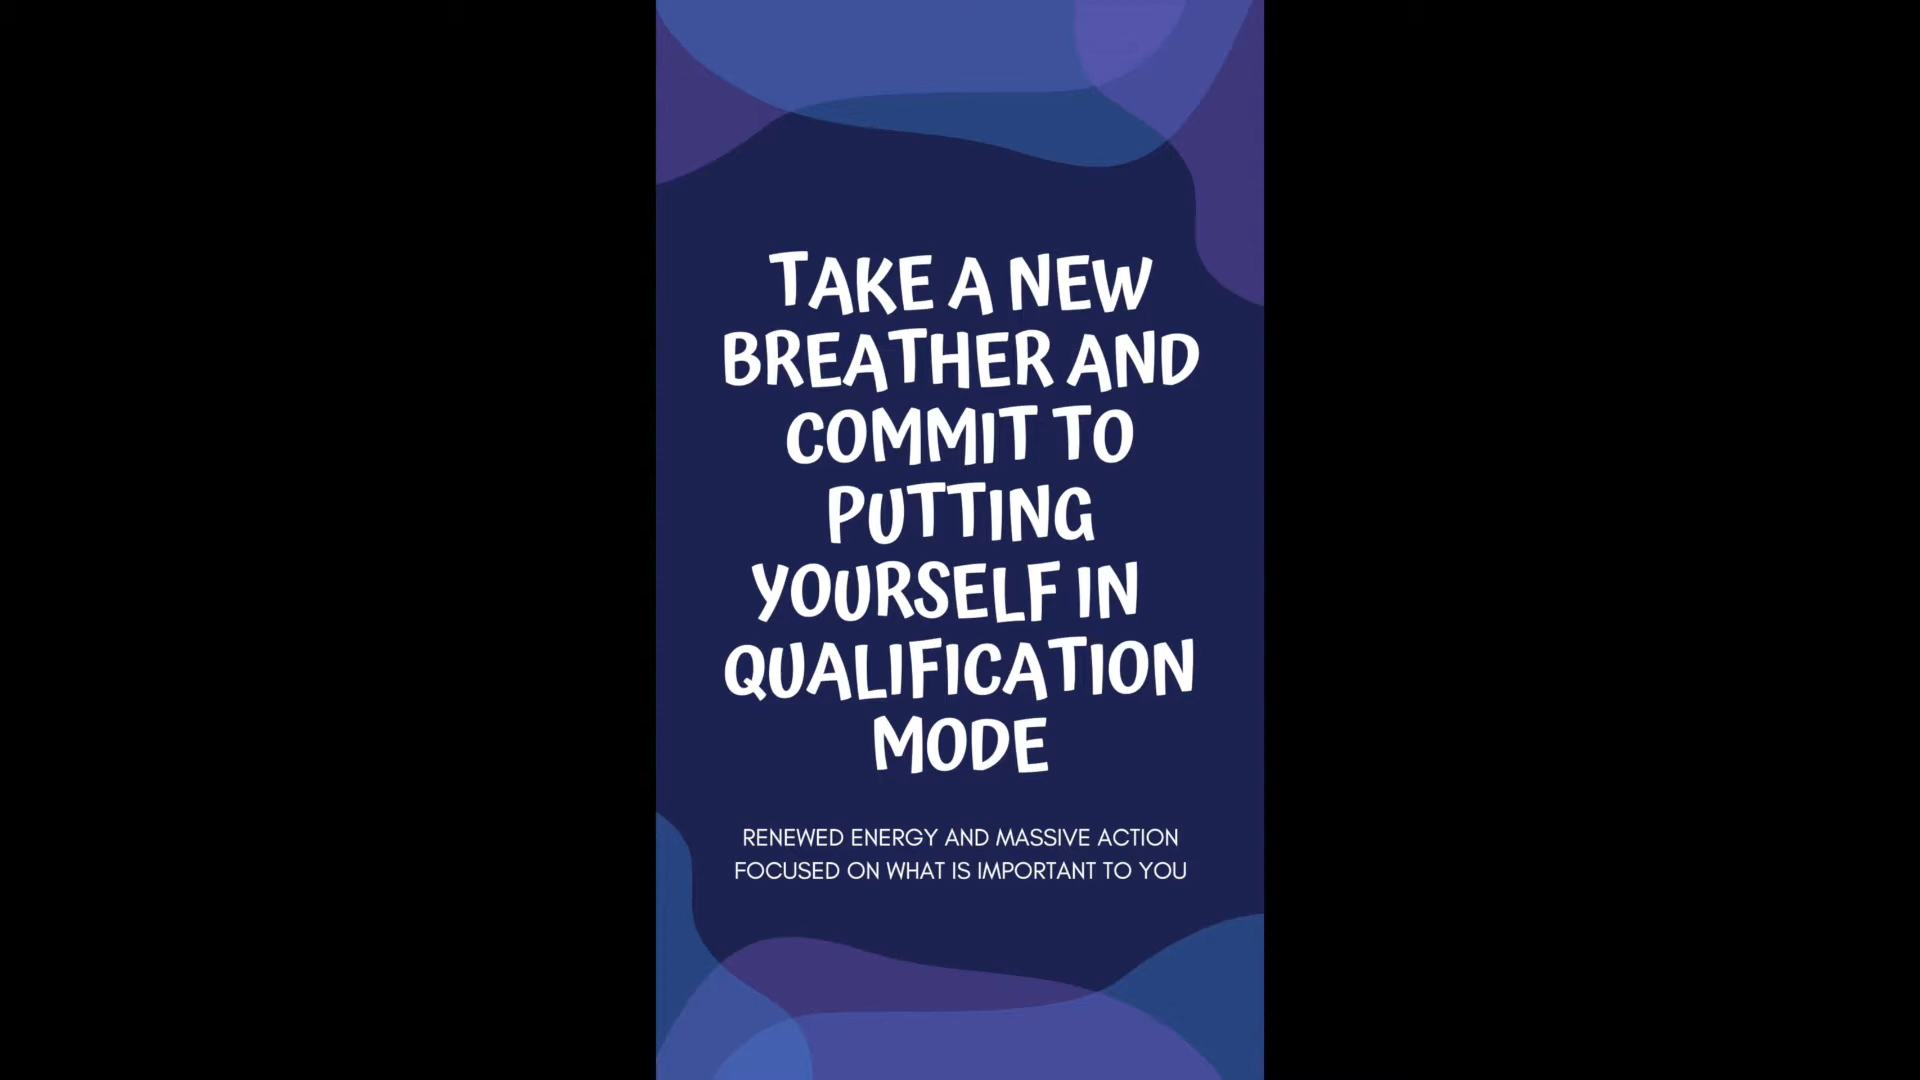 TAKE A NEW
BREATHER AND
COMMIT TO
PUTTING
YOURSELF IN
QUALIFICATION
MODE
RENEWED ENERGY AND MASSIVE ACTION
FOCUSED ON WHAT IS IMPORTANT TO YOU